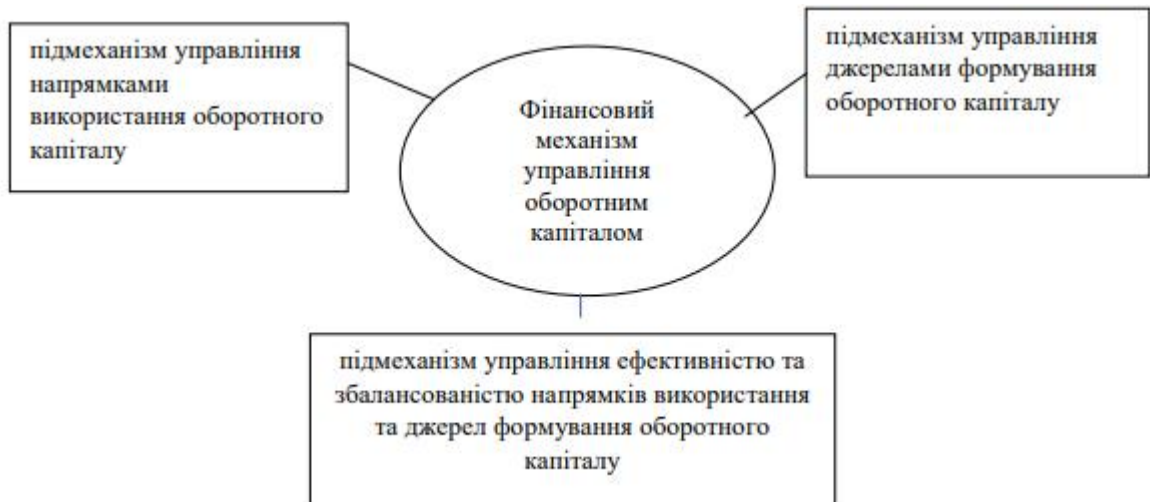 підмеханізм управління
напрямками
використання оборотного
капіталу
Фінансовий
механізм
управління
оборотним
капіталом
підмеханізм управління
джерелами формування
оборотного капіталу
підмеханізм управління ефективністю та
збалансованістю напрямків використання
та джерел формування оборотного
капіталу